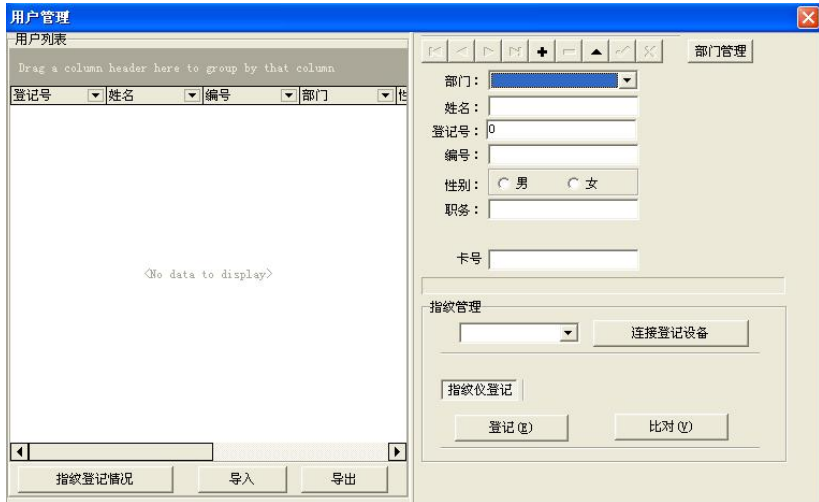 用户管理
用户列表
Drag a column header here to group by that column
登记号 姓名 编号 部门
<No data to display>
指纹登记情况 导入 导出
部门管理
部门：
姓名：
登记号： 0
编号：
性别： 男 女
职务：
卡号
指纹管理
连接登记设备
指纹仪登记
登记(E) 比对(V)